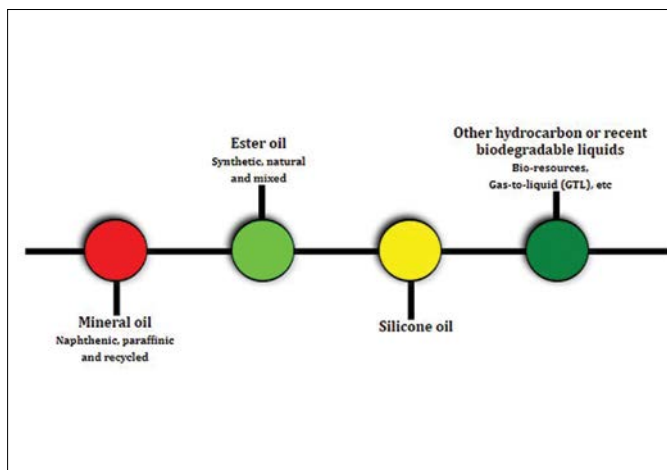 Ester oil
Synthetic, natural
and mixed
Other hydrocarbon or recent
biodegradable liquids
Bio-resources,
Gas-to-liquid (GTL), etc
Mineral oil
Naphthenic, paraffinic
and recycled
Silicone oil